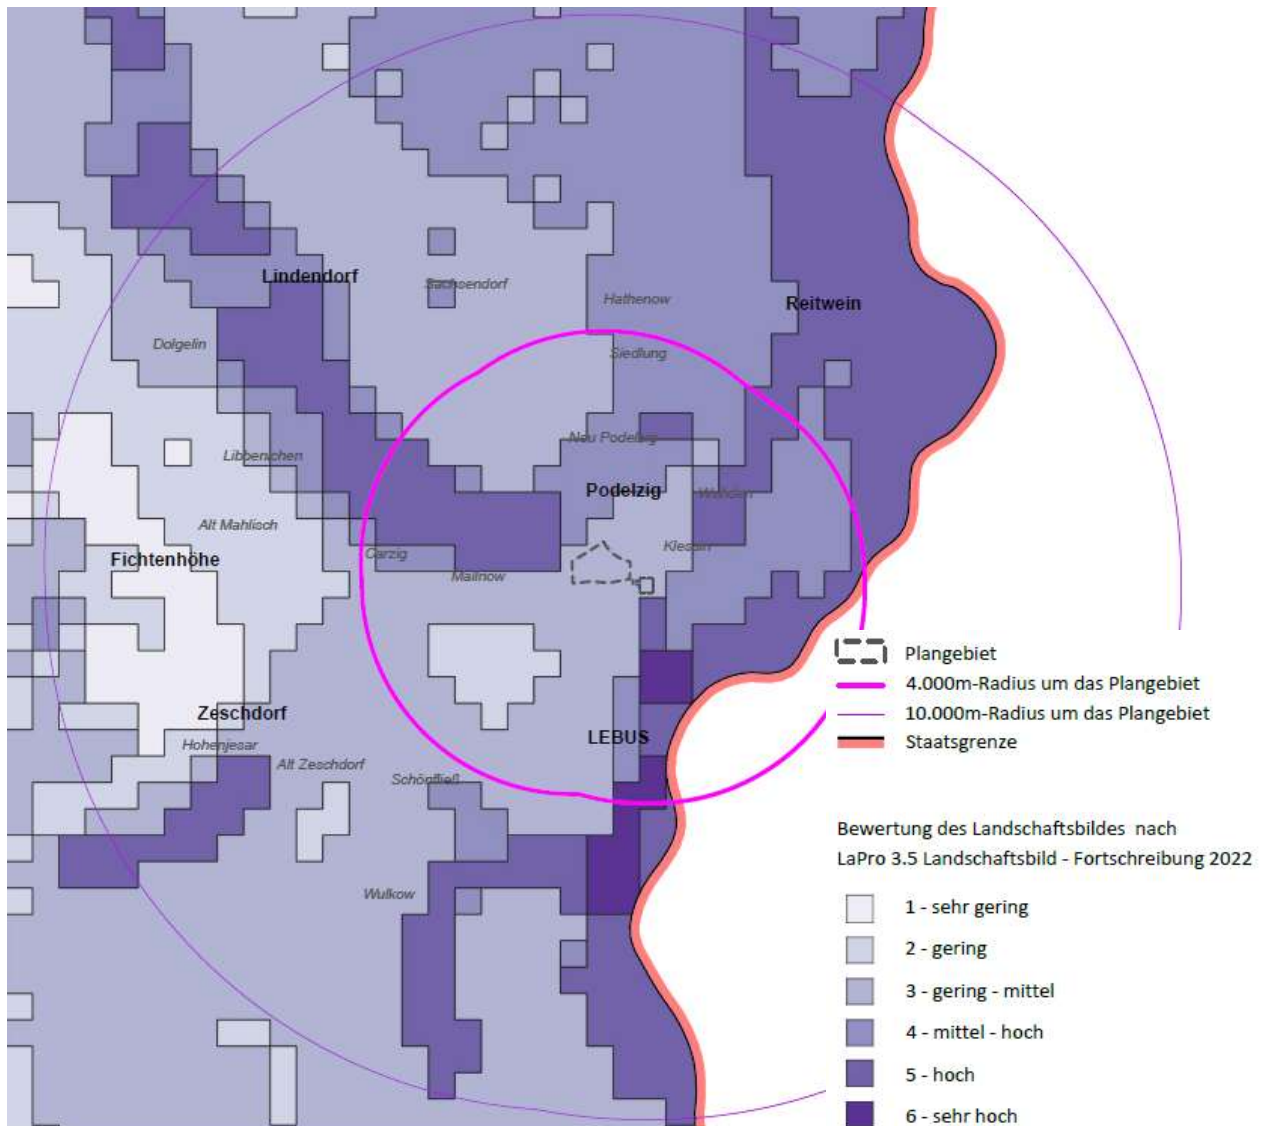 Lindendorf
Sachsendorf
Hathenow
Reitwein
Dolgelin
Siedlung
Neu Podelzig
Libbenichen
Podelzig
Wuhden
Alt Mahlisch
Fichtenhöhe
Carzig
Klessin
Mallnow
Plangebiet
4.000m-Radius um das Plangebiet
10.000m-Radius um das Plangebiet
Staatsgrenze
Zeschdorf
Hohenjesar
LEBUS
Alt Zeschdorf
Schönfließ
Wulkow
Bewertung des Landschaftsbildes nach
LaPro 3.5 Landschaftsbild - Fortschreibung 2022
1 - sehr gering
2 - gering
3 - gering - mittel
4 - mittel - hoch
5 - hoch
6 - sehr hoch